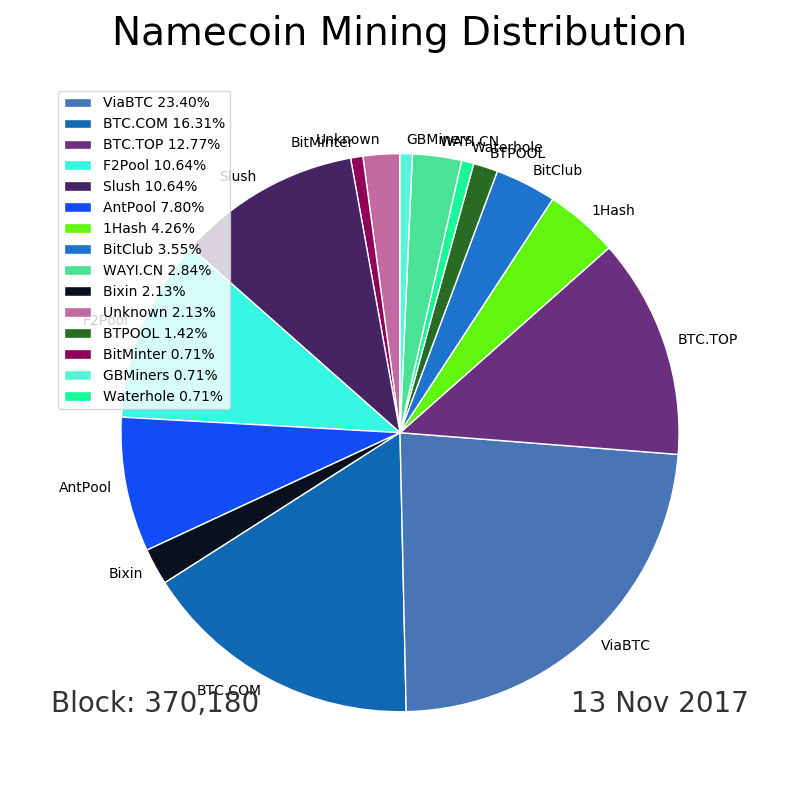 Namecoin Mining Distribution
ViaBTC 23.40%
BTC.COM 16.31%
BTC.TOP 12.77%
F2Pool 10.64%
Slush 10.64%
AntPool 7.80%
1Hash 4.26%
BitClub 3.55%
WAYI.CN 2.84%
Bixin 2.13%
Unknown 2.13%
BTPOOL 1.42%
BitMinter 0.71%
GBMiners 0.71%
Waterhole 0.71%
BitMinter
Unknown
GBMiners
WAYI.CN
Waterhole
BTPOOL
BitClub
1Hash
BTC.TOP
ViaBTC
BTC.COM
Bixin
AntPool
F2Pool
Slush
Block: 370,180
13 Nov 2017